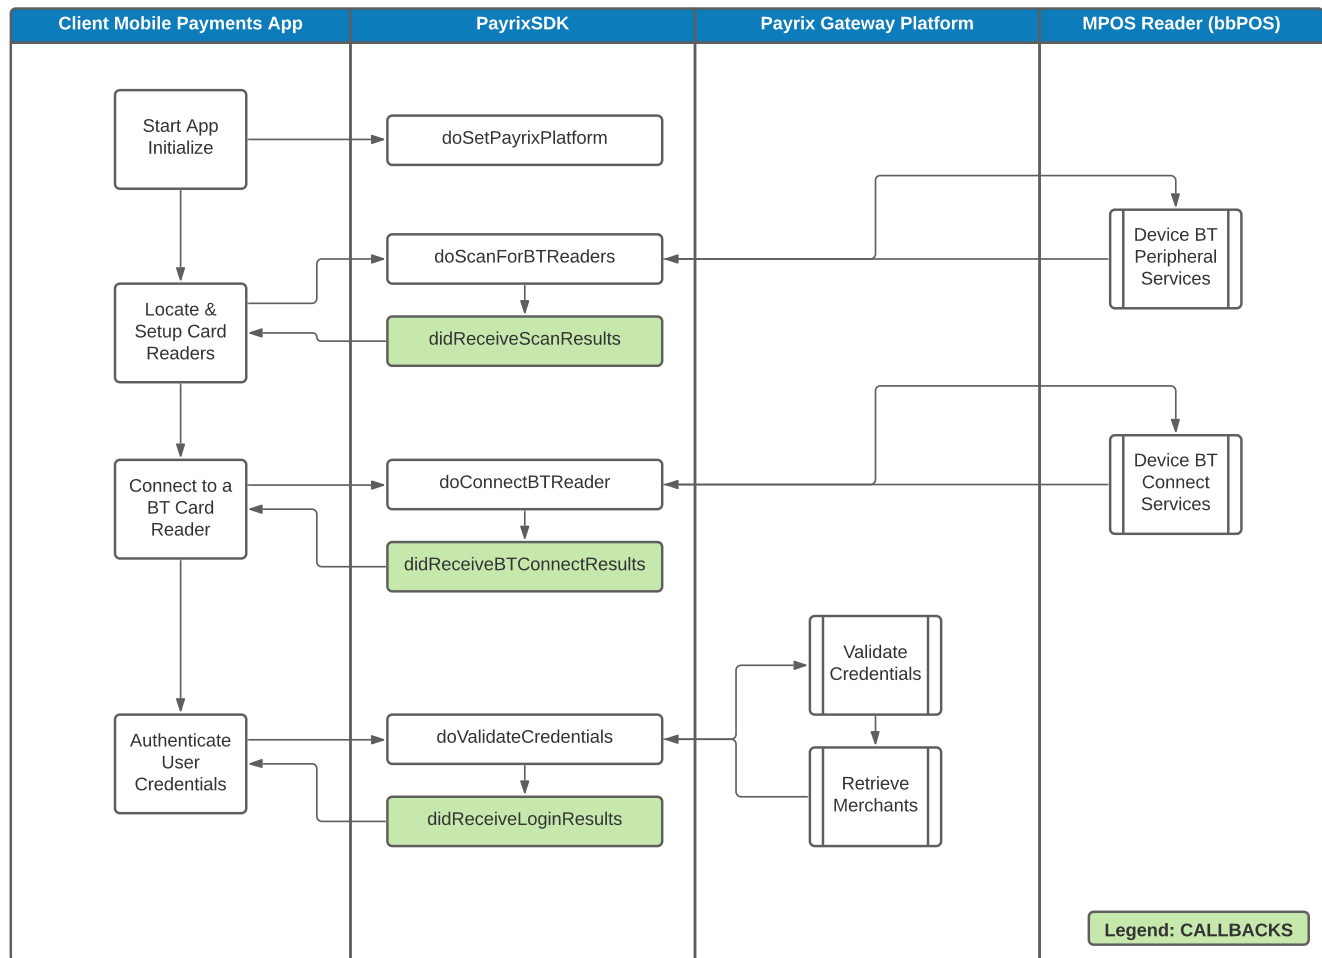 Client Mobile Payments App
PayrixSDK
Payrix Gateway Platform
MPOS Reader (bbPOS)
Start App
Initialize
doSetPayrixPlatform
Locate &
Setup Card
Readers
doScanForBTReaders
didReceiveScanResults
Device BT
Peripheral
Services
Connect to a
BT Card
Reader
doConnectBTReader
didReceiveBTConnectResults
Device BT
Connect
Services
Authenticate
User
Credentials
doValidateCredentials
didReceiveLoginResults
Validate
Credentials
Retrieve
Merchants
Legend: CALLBACKS